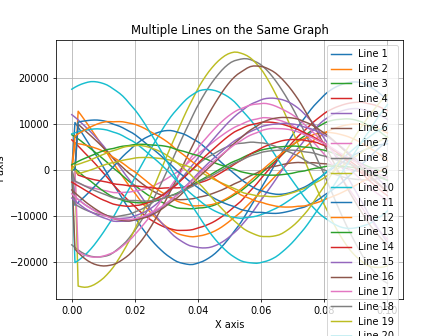 Multiple Lines on the Same Graph
20000
10000
0
−10000
−20000
0.00
0.02
0.04
0.06
X axis
Line 1
Line 2
Line 3
Line 4
Line 5
Line 6
Line 7
Line 8
Line 9
Line 10
Line 11
Line 12
Line 13
Line 14
Line 15
Line 16
Line 17
Line 18
Line 19
Line 20